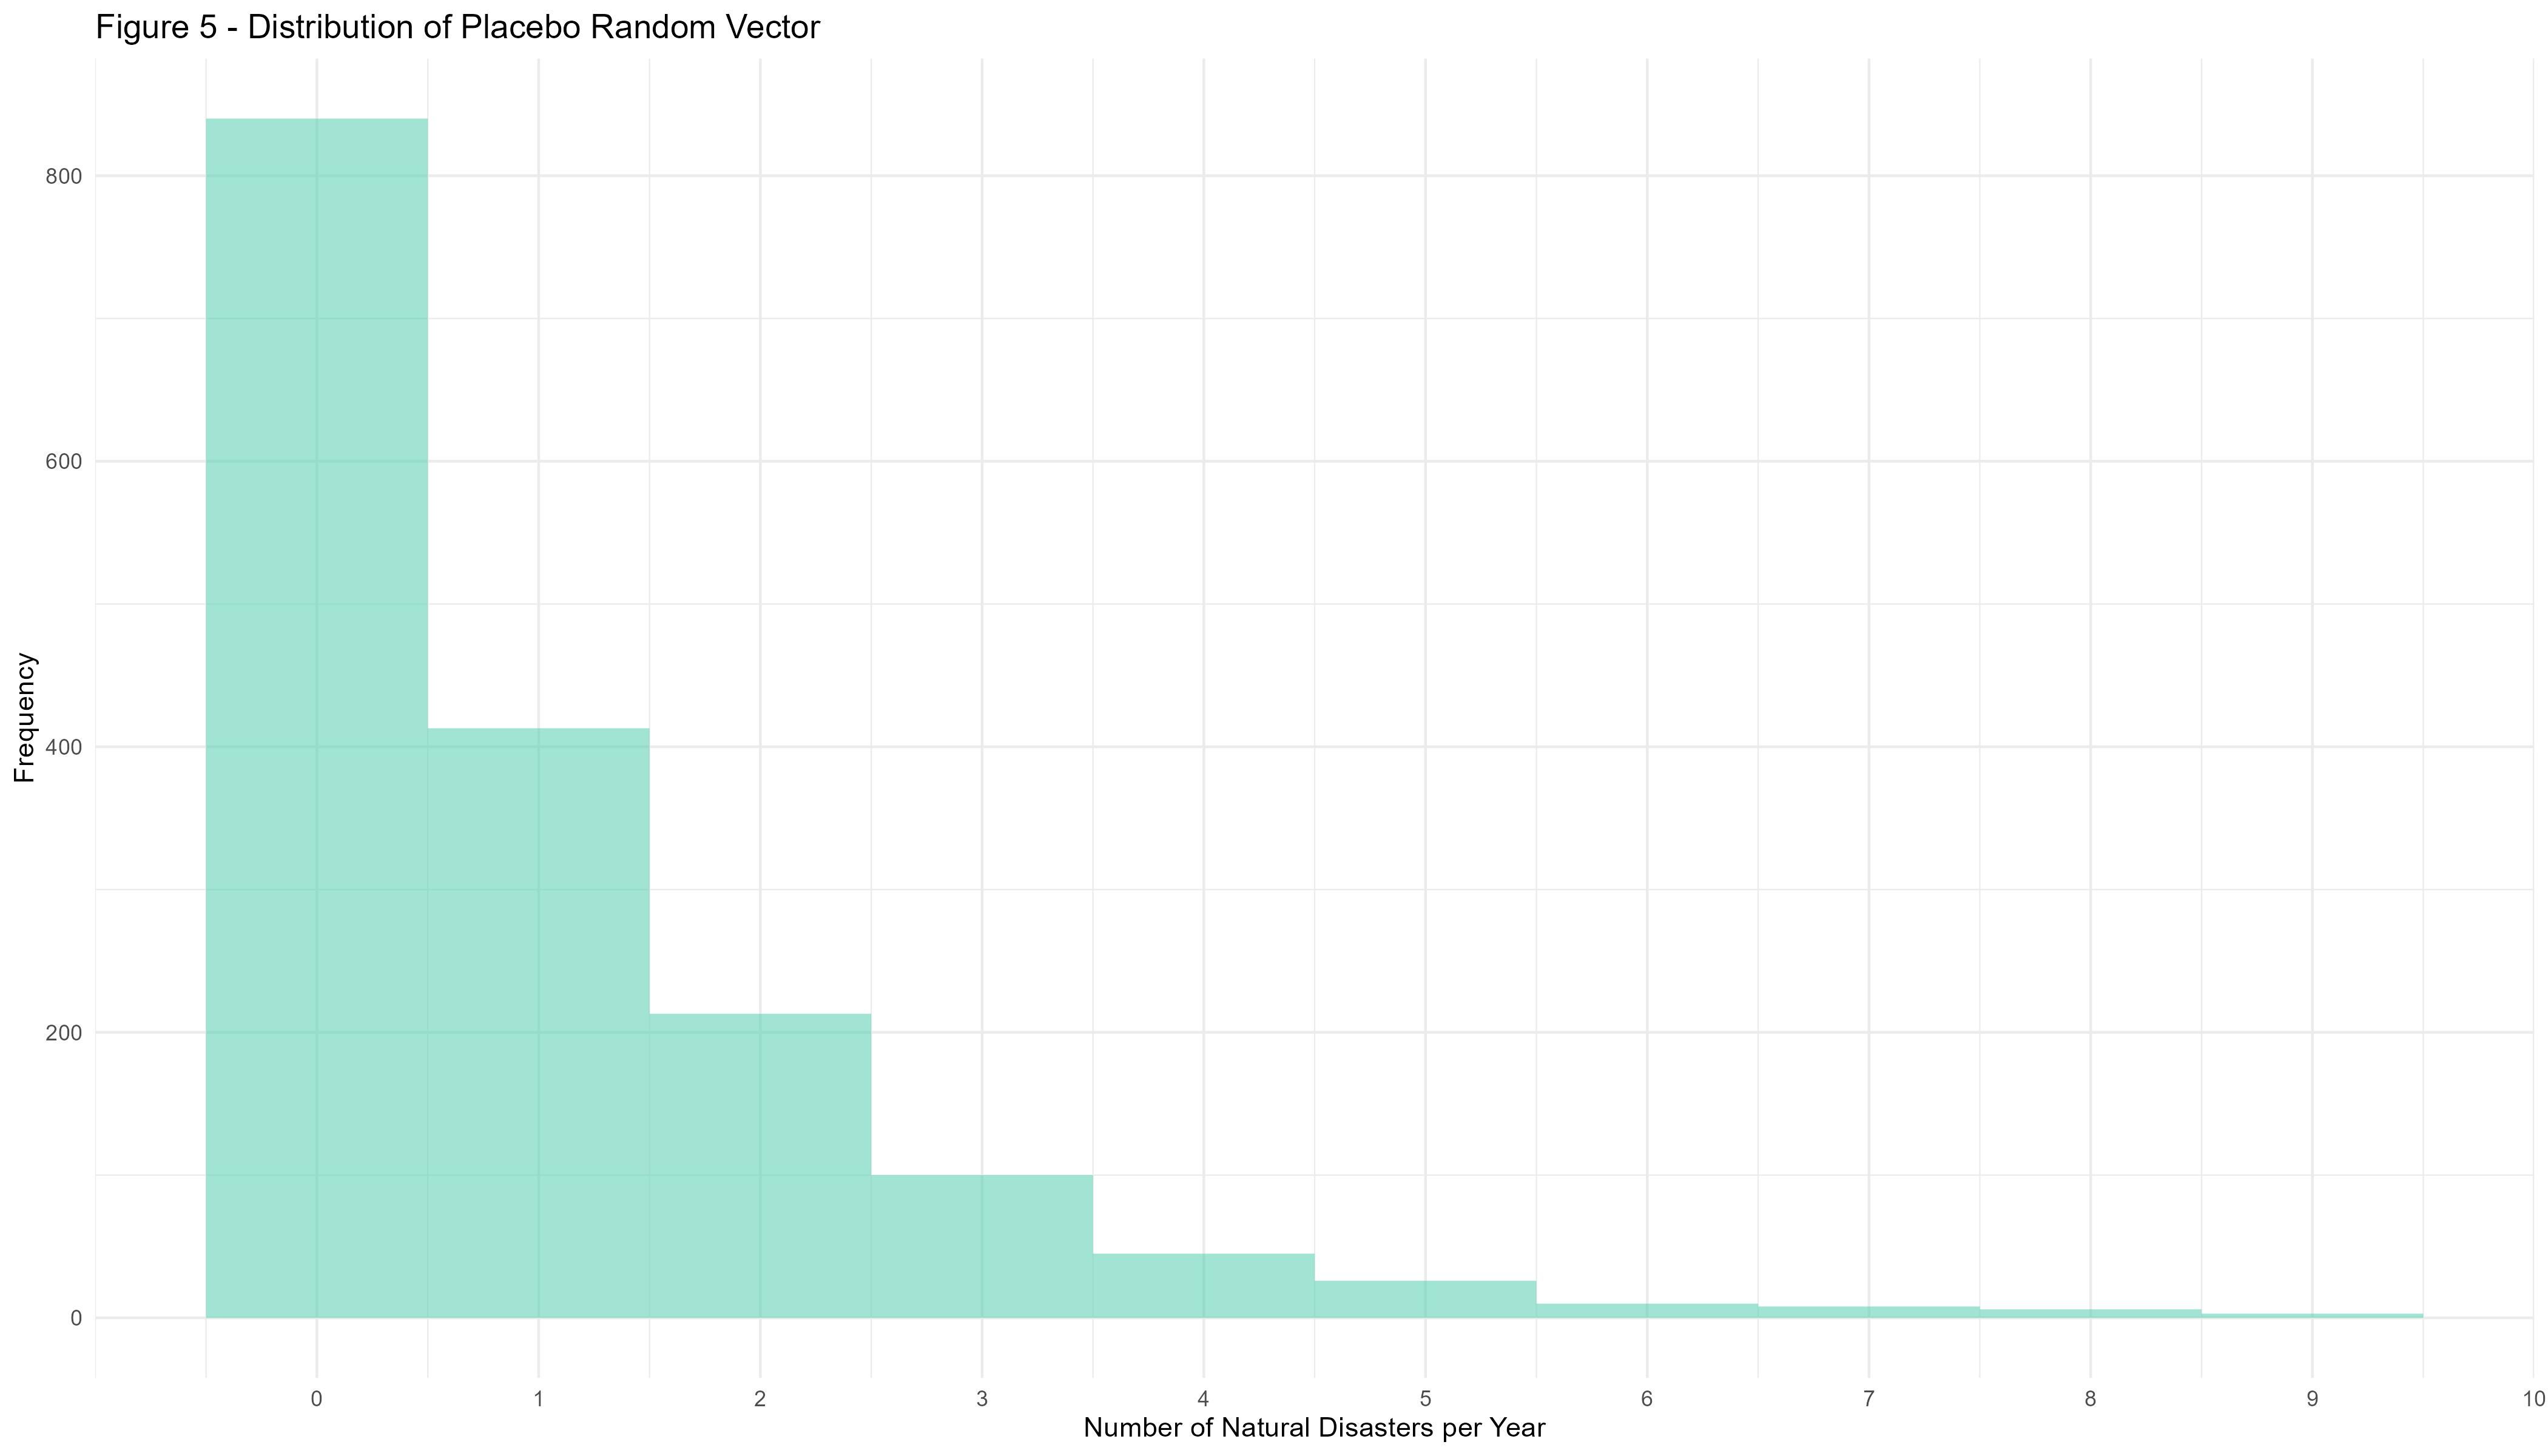 Figure 5 - Distribution of Placebo Random Vector
800
600
400
200
0
Frequency
0 1 2 3 4 5 6 7 8 9 10
Number of Natural Disasters per Year